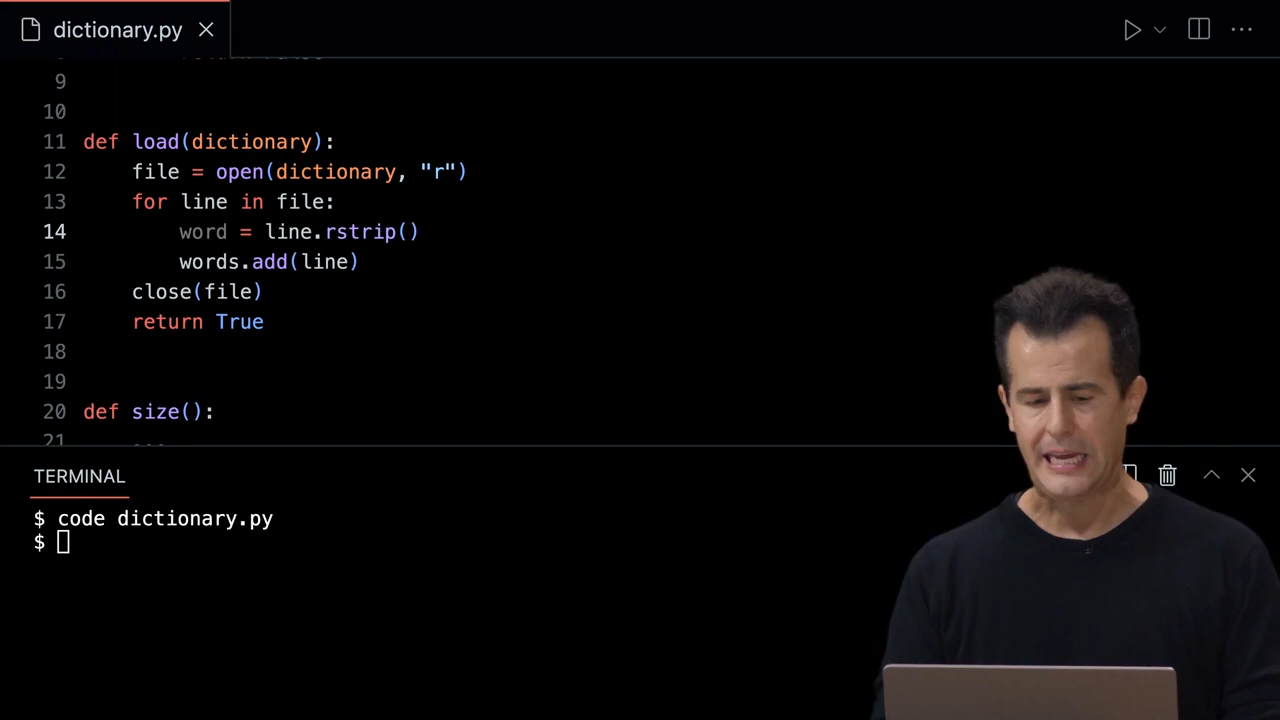 dictionary.py
9
10
11 def load(dictionary):
12     file = open(dictionary, "r")
13     for line in file:
14         word = line.rstrip()
15         words.add(line)
16     close(file)
17     return True
18
19
20 def size():
21     ...
TERMINAL
$ code dictionary.py
$